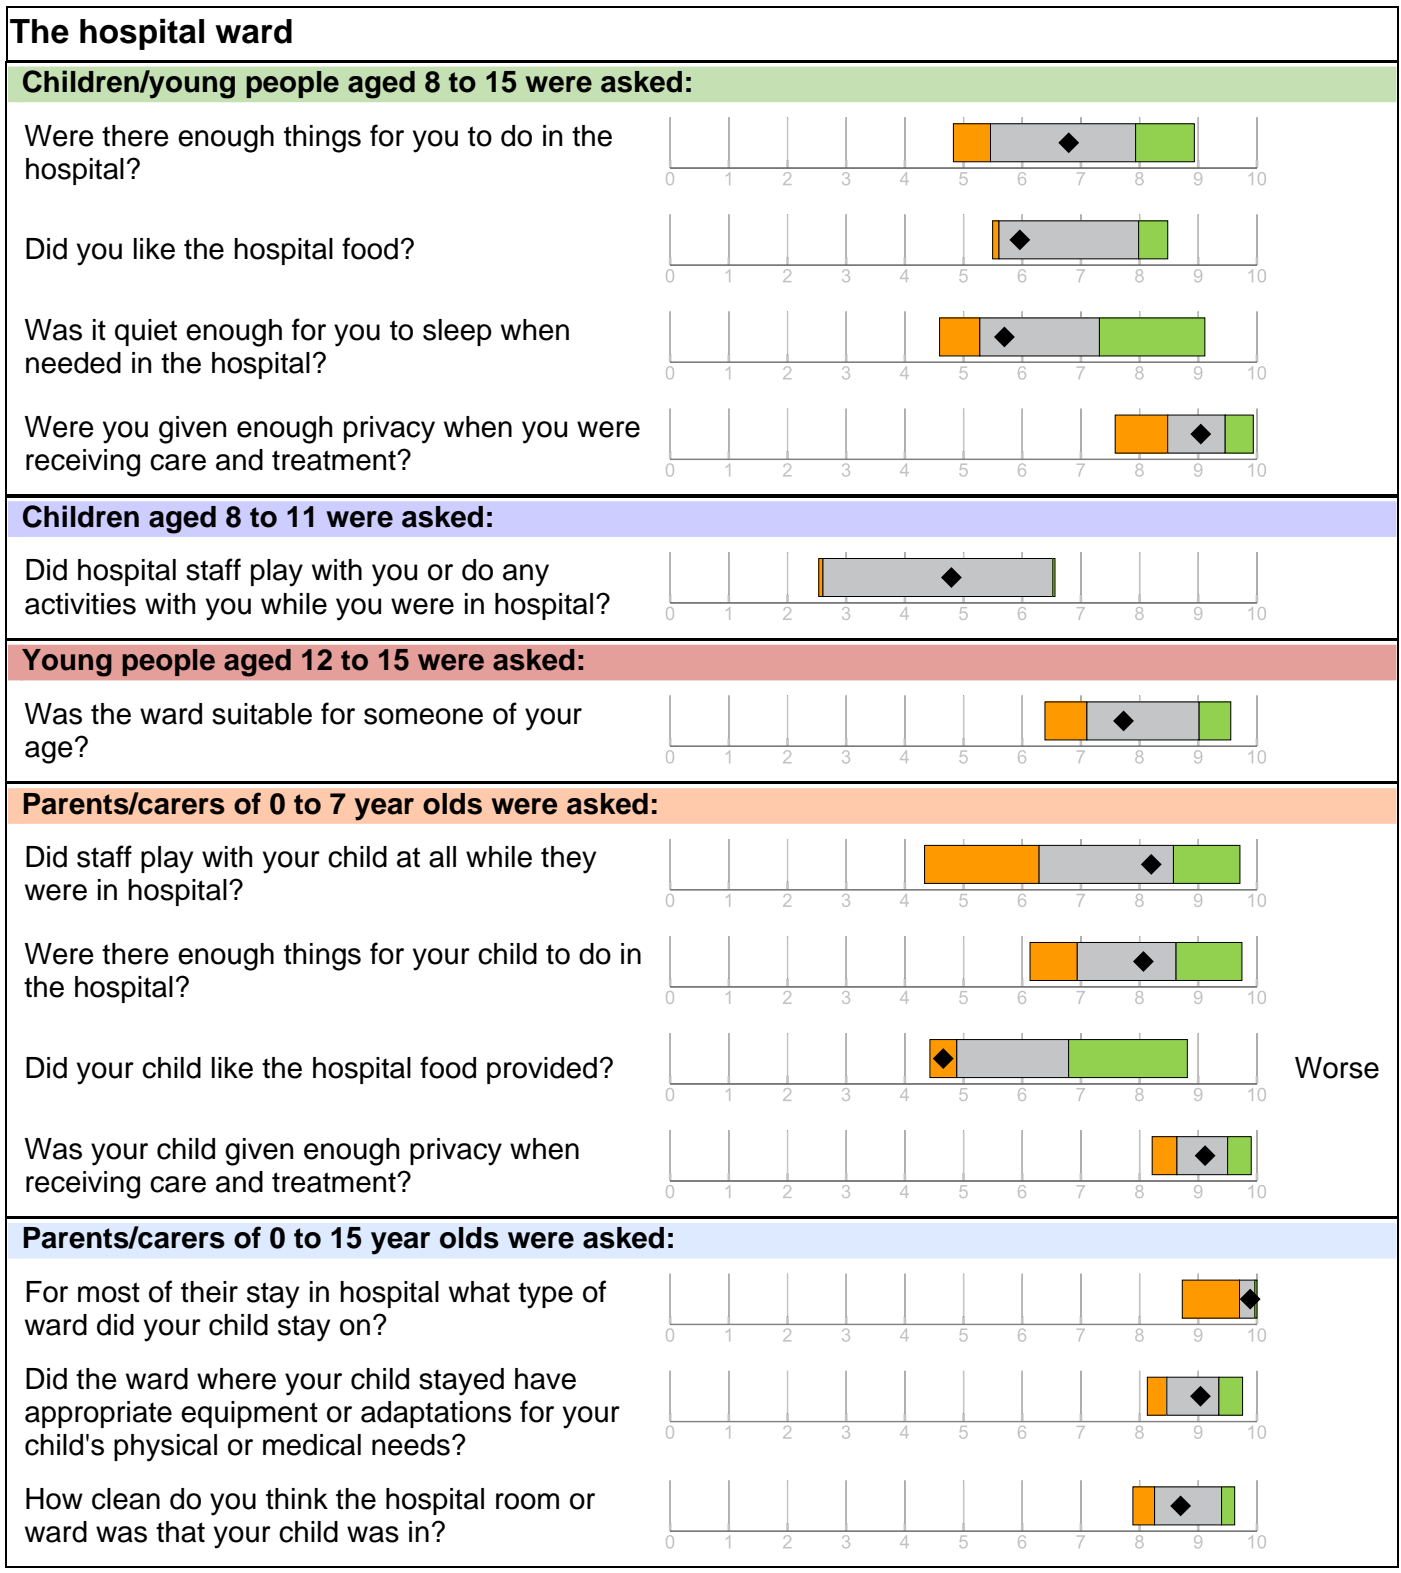 The hospital ward
Children/young people aged 8 to 15 were asked:
Were there enough things for you to do in the
hospital?
0 1 2 3 4 5 6 7 8 9 10
Did you like the hospital food?
0 1 2 3 4 5 6 7 8 9 10
Was it quiet enough for you to sleep when
needed in the hospital?
0 1 2 3 4 5 6 7 8 9 10
Were you given enough privacy when you were
receiving care and treatment?
0 1 2 3 4 5 6 7 8 9 10
Children aged 8 to 11 were asked:
Did hospital staff play with you or do any
activities with you while you were in hospital?
0 1 2 3 4 5 6 7 8 9 10
Young people aged 12 to 15 were asked:
Was the ward suitable for someone of your
age?
0 1 2 3 4 5 6 7 8 9 10
Parents/carers of 0 to 7 year olds were asked:
Did staff play with your child at all while they
were in hospital?
0 1 2 3 4 5 6 7 8 9 10
Were there enough things for your child to do in
the hospital?
0 1 2 3 4 5 6 7 8 9 10
Did your child like the hospital food provided?
Worse
0 1 2 3 4 5 6 7 8 9 10
Was your child given enough privacy when
receiving care and treatment?
0 1 2 3 4 5 6 7 8 9 10
Parents/carers of 0 to 15 year olds were asked:
For most of their stay in hospital what type of
ward did your child stay on?
0 1 2 3 4 5 6 7 8 9 10
Did the ward where your child stayed have
appropriate equipment or adaptations for your
child's physical or medical needs?
0 1 2 3 4 5 6 7 8 9 10
How clean do you think the hospital room or
ward was that your child was in?
0 1 2 3 4 5 6 7 8 9 10